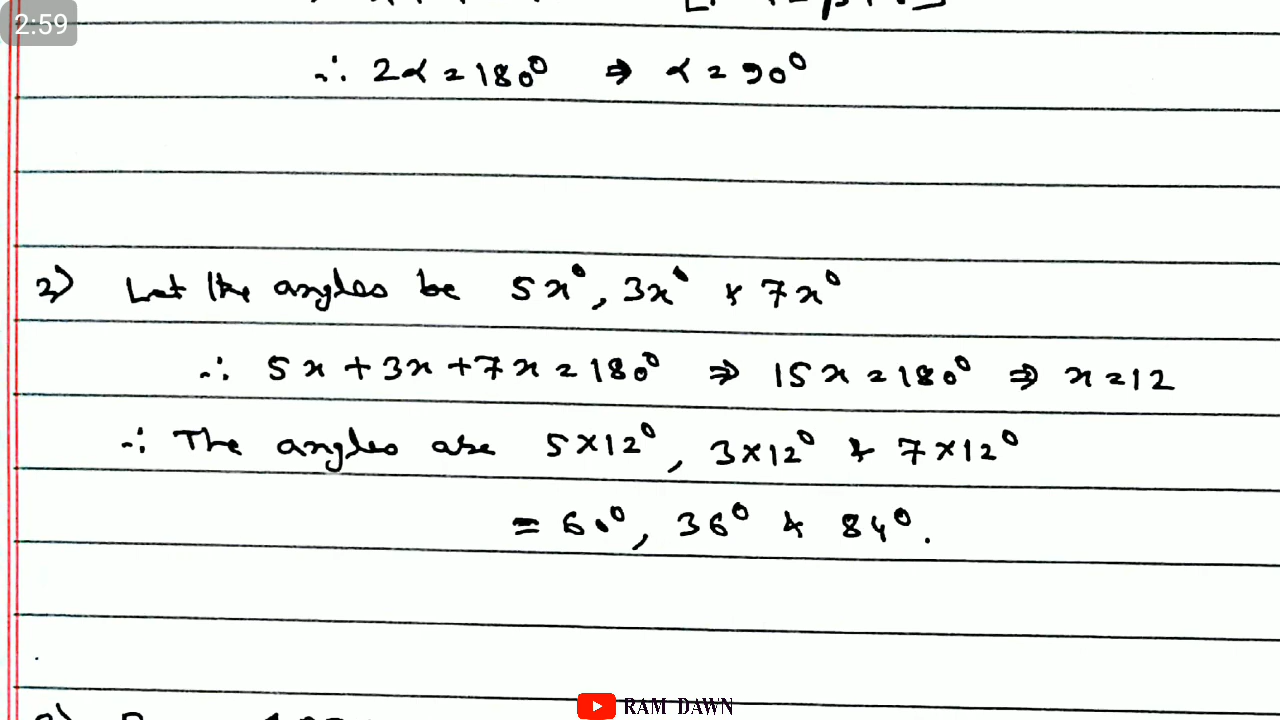 2:59
∴ 2α = 180° ⇒ α = 90°
2) Let the angles be 5x°, 3x° & 7x°
∴ 5x + 3x + 7x = 180° ⇒ 15x = 180° ⇒ x = 12
∴ The angles are 5×12°, 3×12° & 7×12°
= 60°, 36° & 84°.
RAM DAWN